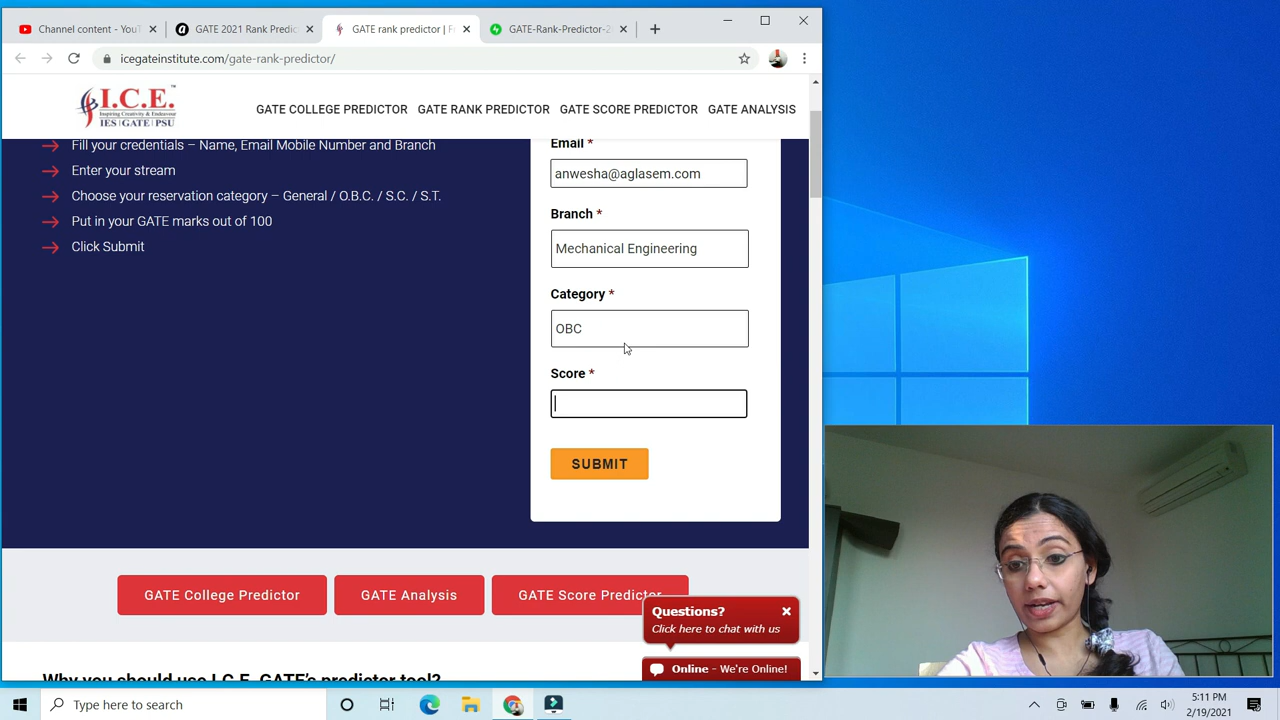 Channel content - YouT
GATE 2021 Rank Predic
GATE rank predictor | F
GATE-Rank-Predictor-2
icegateinstitute.com/gate-rank-predictor/
I.C.E.
TM
Inspiring Creativity & Endeavour
IES | GATE | PSU
GATE COLLEGE PREDICTOR
GATE RANK PREDICTOR
GATE SCORE PREDICTOR
GATE ANALYSIS
Fill your credentials – Name, Email Mobile Number and Branch
Enter your stream
Choose your reservation category – General / O.B.C. / S.C. / S.T.
Put in your GATE marks out of 100
Click Submit
Email *
anwesha@aglasem.com
Branch *
Mechanical Engineering
Category *
OBC
Score *
SUBMIT
GATE College Predictor
GATE Analysis
GATE Score Predictor
Questions?
Click here to chat with us
Online - We're Online!
Why you should use I.C.E. GATE's predictor tool?
Type here to search
5:11 PM
2/19/2021